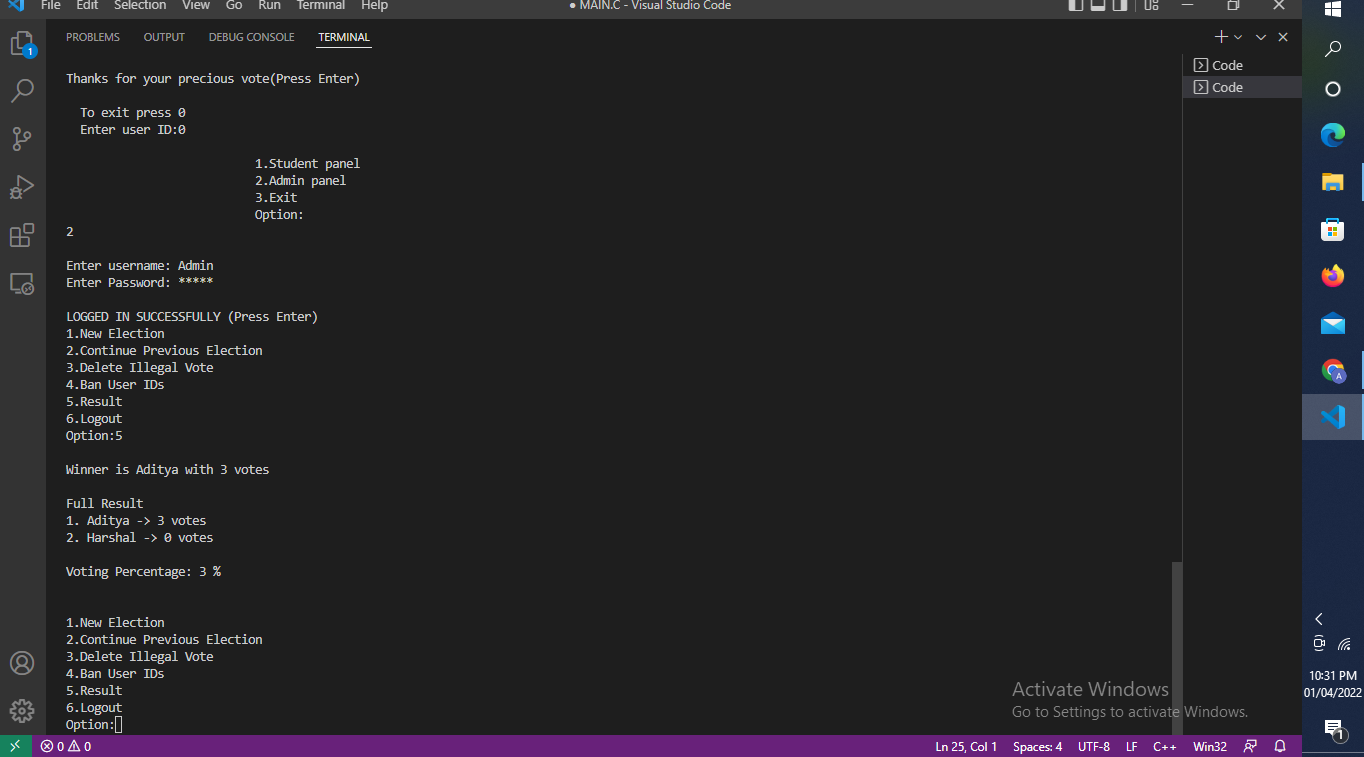 File Edit Selection View Go Run Terminal Help
● MAIN.C - Visual Studio Code
1
PROBLEMS OUTPUT DEBUG CONSOLE TERMINAL
Code
Code
Thanks for your precious vote(Press Enter)
To exit press 0
Enter user ID:0
1.Student panel
2.Admin panel
3.Exit
Option:
2
Enter username: Admin
Enter Password: *****
LOGGED IN SUCCESSFULLY (Press Enter)
1.New Election
2.Continue Previous Election
3.Delete Illegal Vote
4.Ban User IDs
5.Result
6.Logout
Option:5
Winner is Aditya with 3 votes
Full Result
1. Aditya -> 3 votes
2. Harshal -> 0 votes
Voting Percentage: 3 %
1.New Election
2.Continue Previous Election
3.Delete Illegal Vote
4.Ban User IDs
5.Result
6.Logout
Option:
Activate Windows
Go to Settings to activate Windows.
0 0
Ln 25, Col 1 Spaces: 4 UTF-8 LF C++ Win32
A
10:31 PM
01/04/2022
1